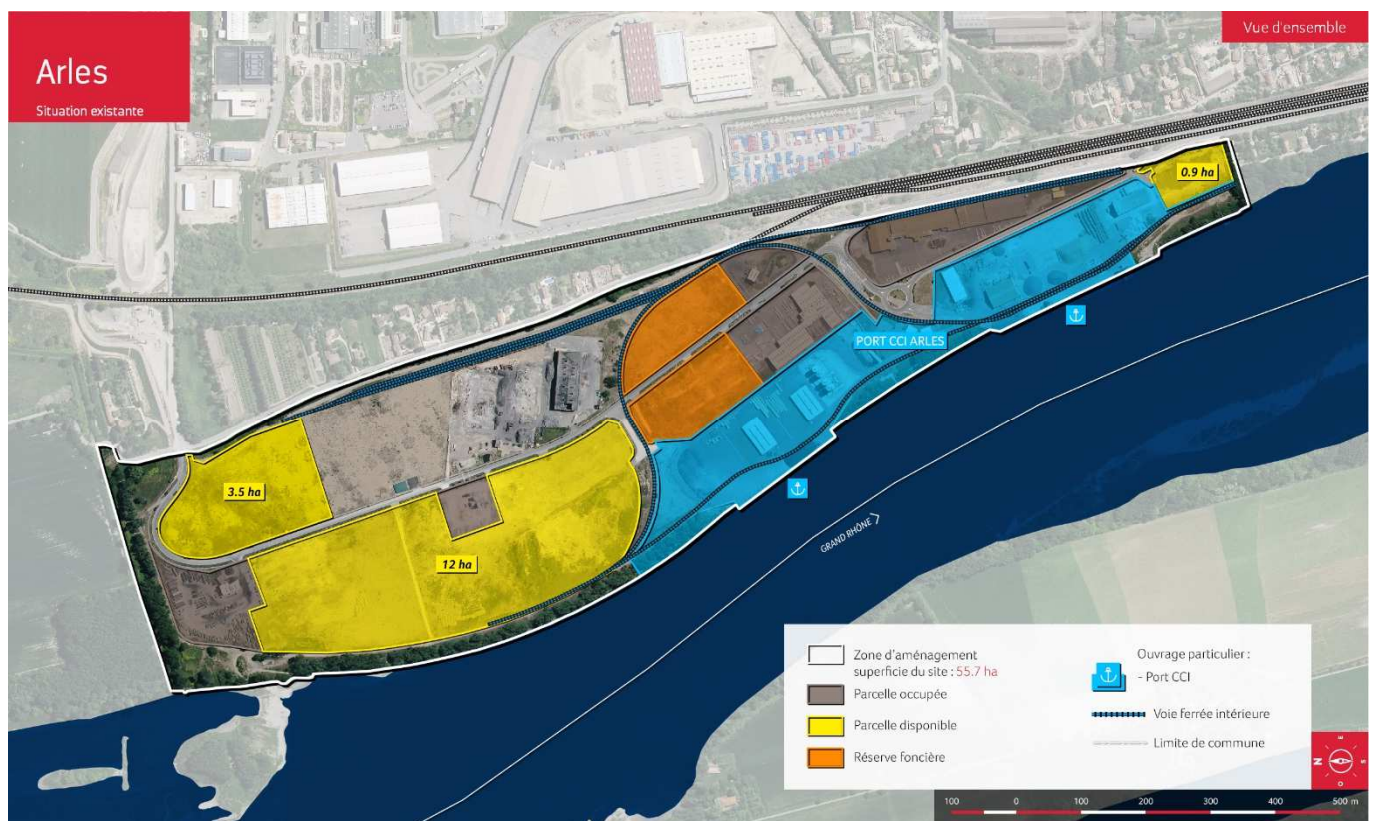 Arles
Situation existante
Vue d'ensemble
0.9 ha
PORT CCI ARLES
3.5 ha
12 ha
GRAND RHÔNE >
Zone d'aménagement
superficie du site : 55.7 ha
Parcelle occupée
Parcelle disponible
Réserve foncière
Ouvrage particulier :
- Port CCI
Voie ferrée intérieure
Limite de commune
E
N
S
O
100 0 100 200 300 400 500 m